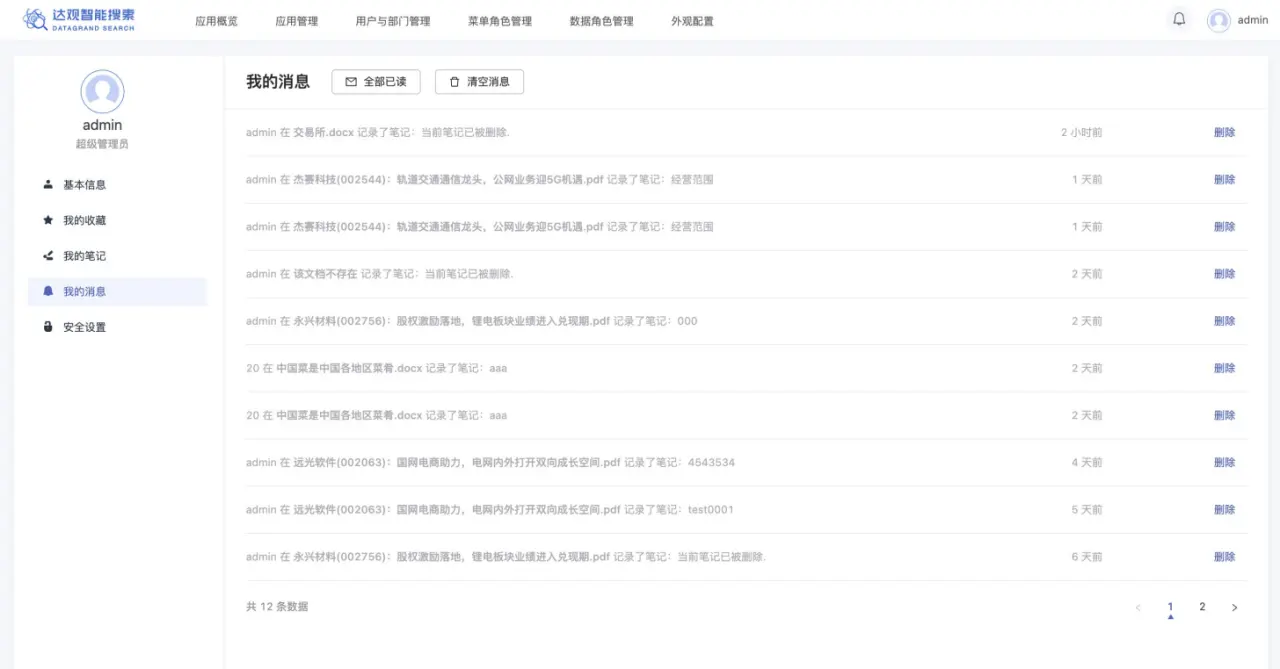 达观智能搜索
DATAGRAND SEARCH
应用概览 应用管理 用户与部门管理 菜单角色管理 数据角色管理 外观配置
admin
admin
超级管理员
基本信息
我的收藏
我的笔记
我的消息
安全设置
我的消息 全部已读 清空消息
admin 在 交易所.docx 记录了笔记：当前笔记已被删除. 2 小时前 删除
admin 在 杰赛科技(002544)：轨道交通通信龙头，公网业务迎5G机遇.pdf 记录了笔记：经营范围 1 天前 删除
admin 在 杰赛科技(002544)：轨道交通通信龙头，公网业务迎5G机遇.pdf 记录了笔记：经营范围 1 天前 删除
admin 在 该文档不存在 记录了笔记：当前笔记已被删除. 2 天前 删除
admin 在 永兴材料(002756)：股权激励落地，锂电板块业绩进入兑现期.pdf 记录了笔记：000 2 天前 删除
20 在 中国菜是中国各地区菜肴.docx 记录了笔记：aaa 2 天前 删除
20 在 中国菜是中国各地区菜肴.docx 记录了笔记：aaa 2 天前 删除
admin 在 远光软件(002063)：国网电商助力，电网内外打开双向成长空间.pdf 记录了笔记：4543534 4 天前 删除
admin 在 远光软件(002063)：国网电商助力，电网内外打开双向成长空间.pdf 记录了笔记：test0001 5 天前 删除
admin 在 永兴材料(002756)：股权激励落地，锂电板块业绩进入兑现期.pdf 记录了笔记：当前笔记已被删除. 6 天前 删除
共 12 条数据 < 1 2 >